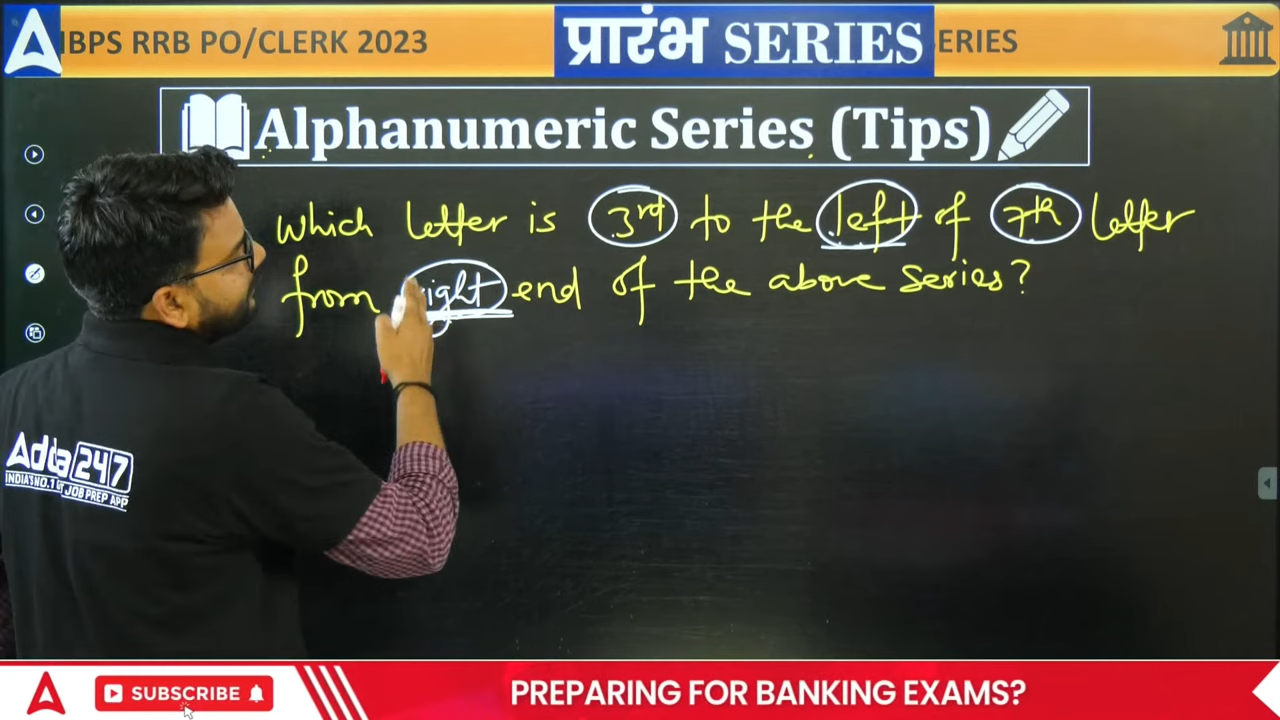 IBPS RRB PO/CLERK 2023
प्रारंभ SERIES
ERIES
Alphanumeric Series (Tips)
Which letter is 3rd to the left of 7th letter
from right end of the above series?
Adda 247
INDIA'S NO.1
JOB PREP APP
SUBSCRIBE
PREPARING FOR BANKING EXAMS?